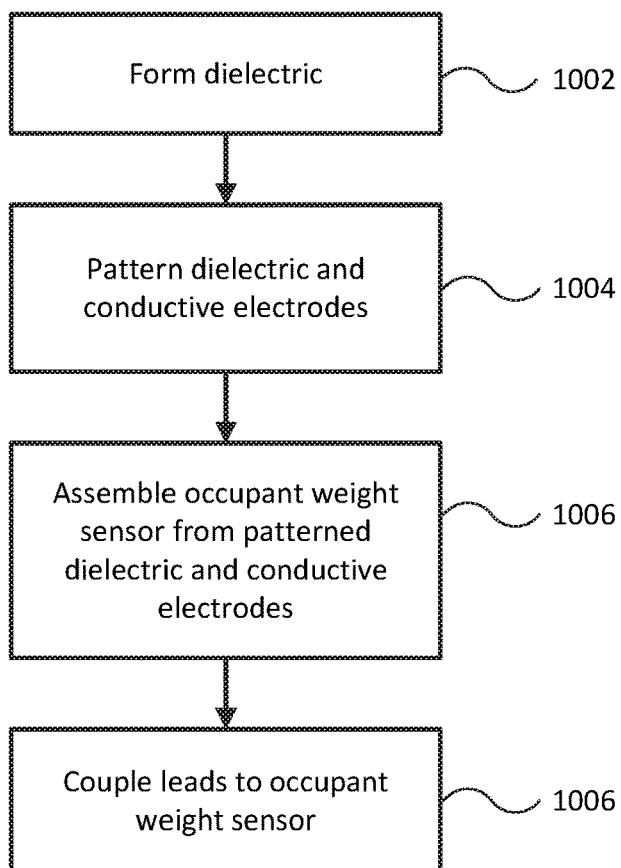 Form dielectric
1002
Pattern dielectric and
conductive electrodes
1004
Assemble occupant weight
sensor from patterned
dielectric and conductive
electrodes
1006
Couple leads to occupant
weight sensor
1006